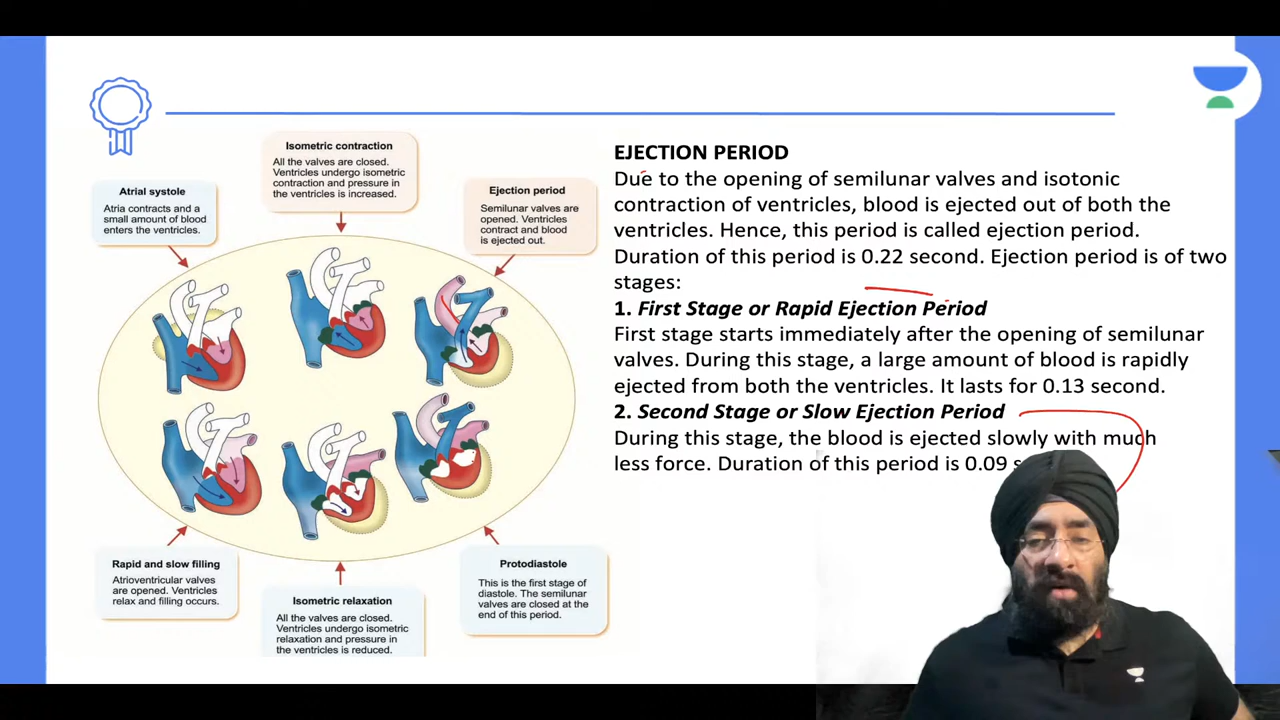 Isometric contraction
All the valves are closed.
Ventricles undergo isometric
contraction and pressure in
the ventricles is increased.
Atrial systole
Atria contracts and a
small amount of blood
enters the ventricles.
Ejection period
Semilunar valves are
opened. Ventricles
contract and blood
is ejected out.
Rapid and slow filling
Atrioventricular valves
are opened. Ventricles
relax and filling occurs.
Isometric relaxation
All the valves are closed.
Ventricles undergo isometric
relaxation and pressure in
the ventricles is reduced.
Protodiastole
This is the first stage of
diastole. The semilunar
valves are closed at the
end of this period.
EJECTION PERIOD
Due to the opening of semilunar valves and isotonic
contraction of ventricles, blood is ejected out of both the
ventricles. Hence, this period is called ejection period.
Duration of this period is 0.22 second. Ejection period is of two
stages:
1. First Stage or Rapid Ejection Period
First stage starts immediately after the opening of semilunar
valves. During this stage, a large amount of blood is rapidly
ejected from both the ventricles. It lasts for 0.13 second.
2. Second Stage or Slow Ejection Period
During this stage, the blood is ejected slowly with much
less force. Duration of this period is 0.09